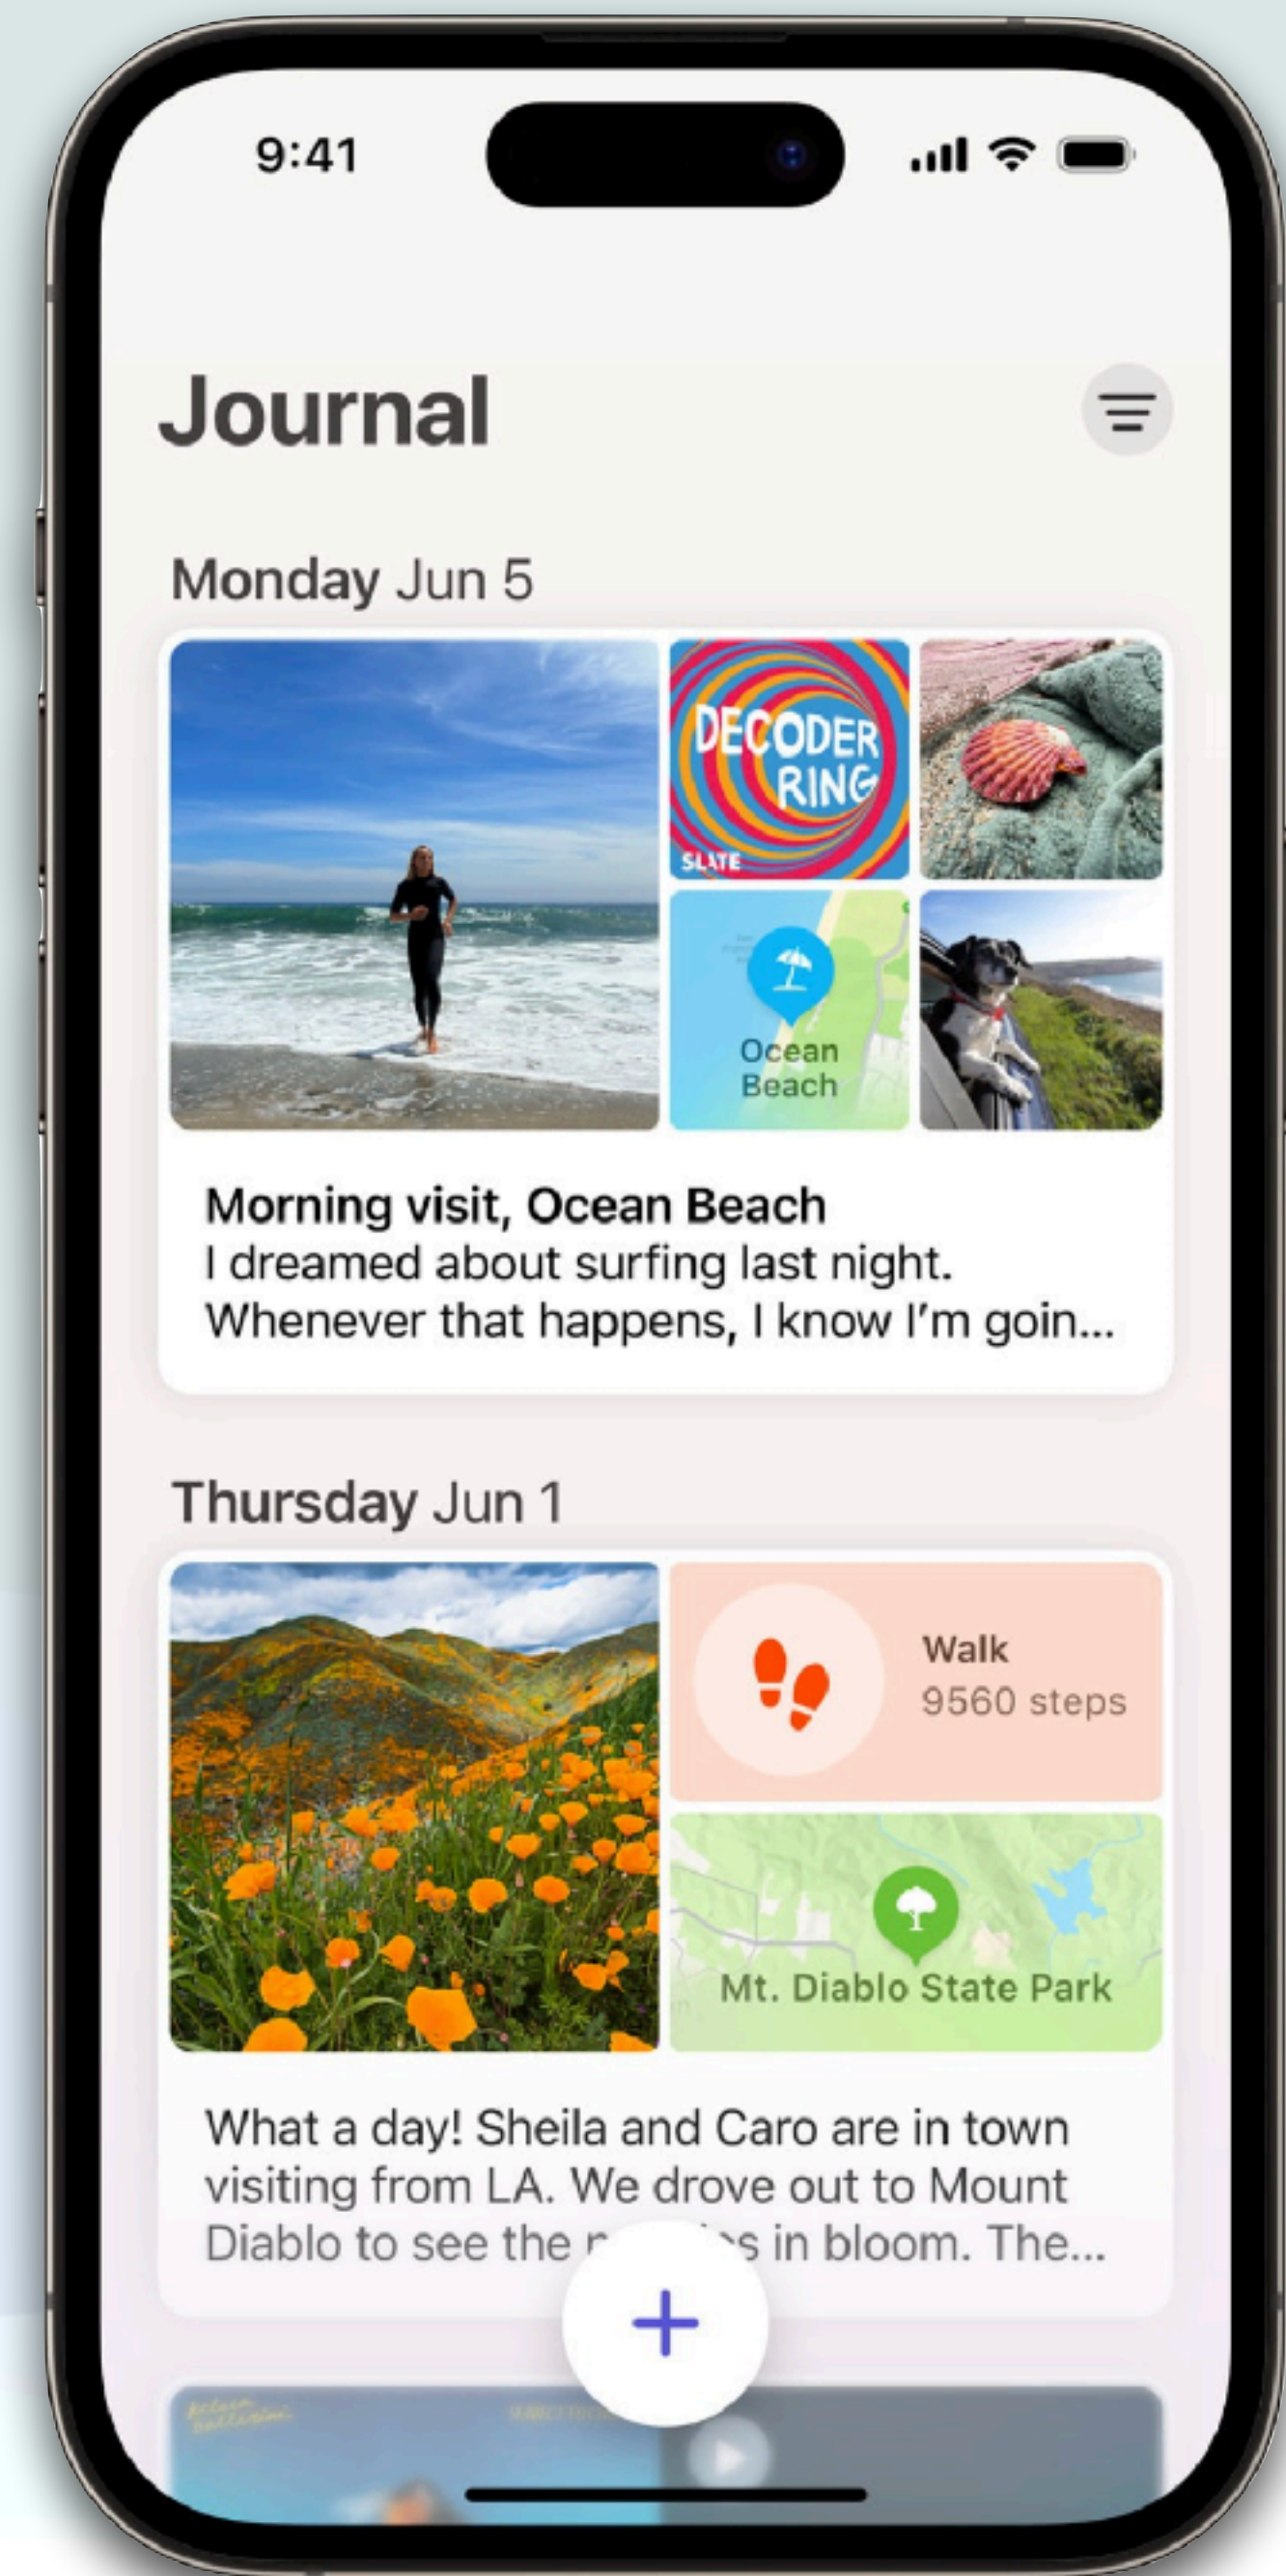 9:41
Journal
Monday Jun 5
DECODER
RING
SLATE
Ocean
Beach
Morning visit, Ocean Beach
I dreamed about surfing last night.
Whenever that happens, I know I’m goin...
Thursday Jun 1
Walk
9560 steps
Mt. Diablo State Park
What a day! Sheila and Caro are in town
visiting from LA. We drove out to Mount
Diablo to see the in bloom. The...